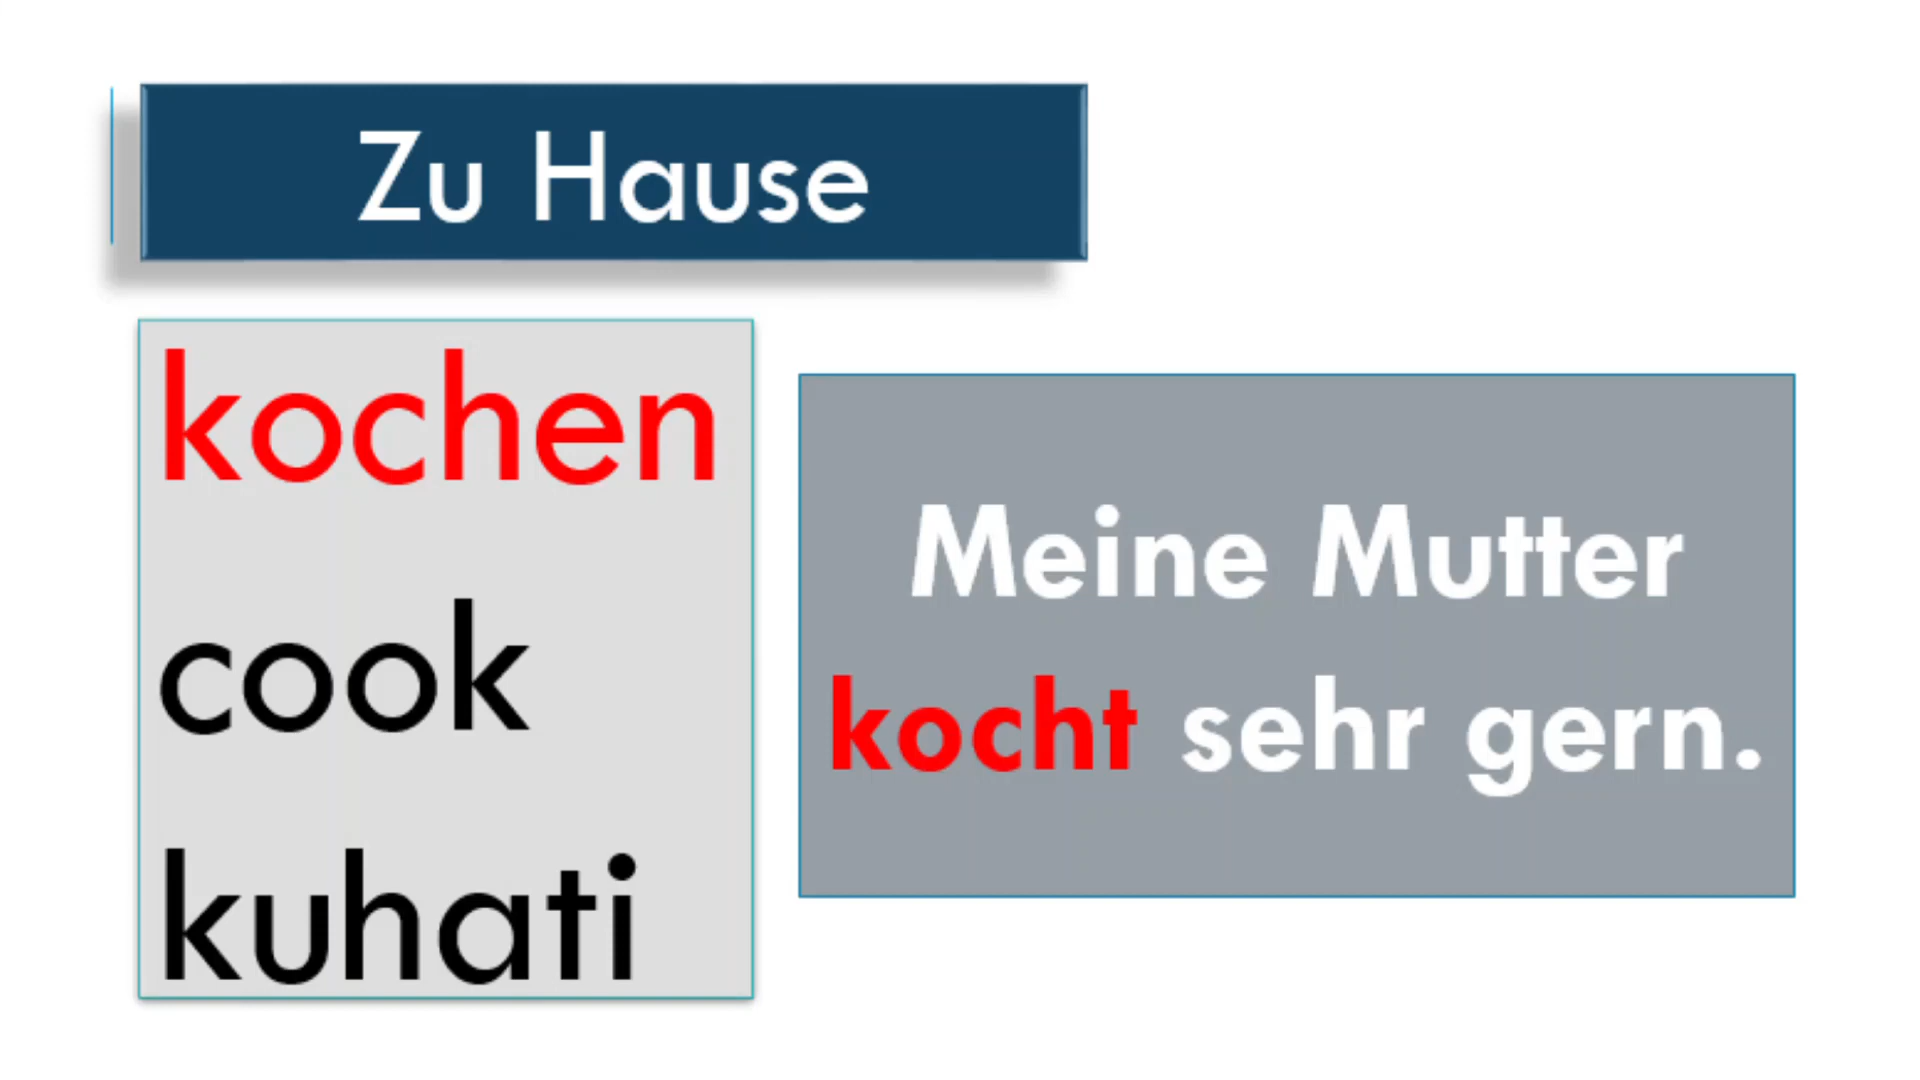 Zu Hause
kochen
cook
kuhati
Meine Mutter
kocht sehr gern.